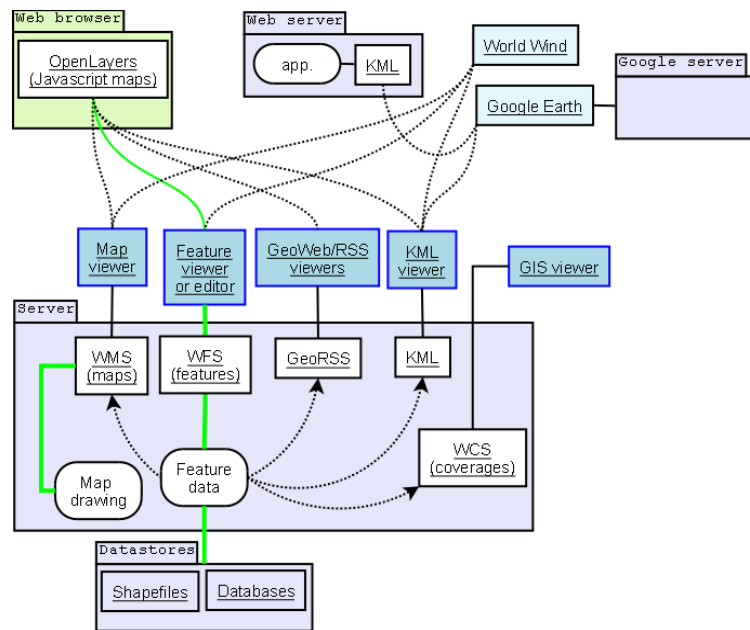 Web browser
OpenLayers
(Javascript maps)
Web server
app.
KML
World Wind
Google Earth
Google server
Map
viewer
Feature
viewer
or editor
GeoWeb/RSS
viewers
KML
viewer
GIS viewer
Server
WMS
(maps)
WFS
(features)
GeoRSS
KML
WCS
(coverages)
Map
drawing
Feature
data
Datastores
Shapefiles
Databases